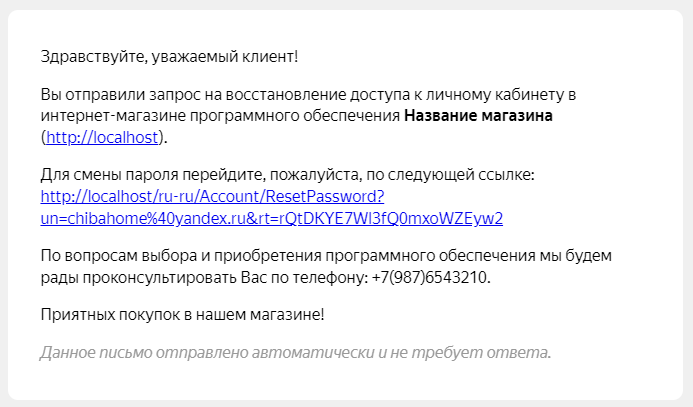 Здравствуйте, уважаемый клиент!
Вы отправили запрос на восстановление доступа к личному кабинету в
интернет-магазине программного обеспечения Название магазина
(http://localhost).
Для смены пароля перейдите, пожалуйста, по следующей ссылке:
http://localhost/ru-ru/Account/ResetPassword?
un=chibahome%40yandex.ru&rt=rQtDKYE7Wl3fQ0mxoWZEyw2
По вопросам выбора и приобретения программного обеспечения мы будем
рады проконсультировать Вас по телефону: +7(987)6543210.
Приятных покупок в нашем магазине!
Данное письмо отправлено автоматически и не требует ответа.